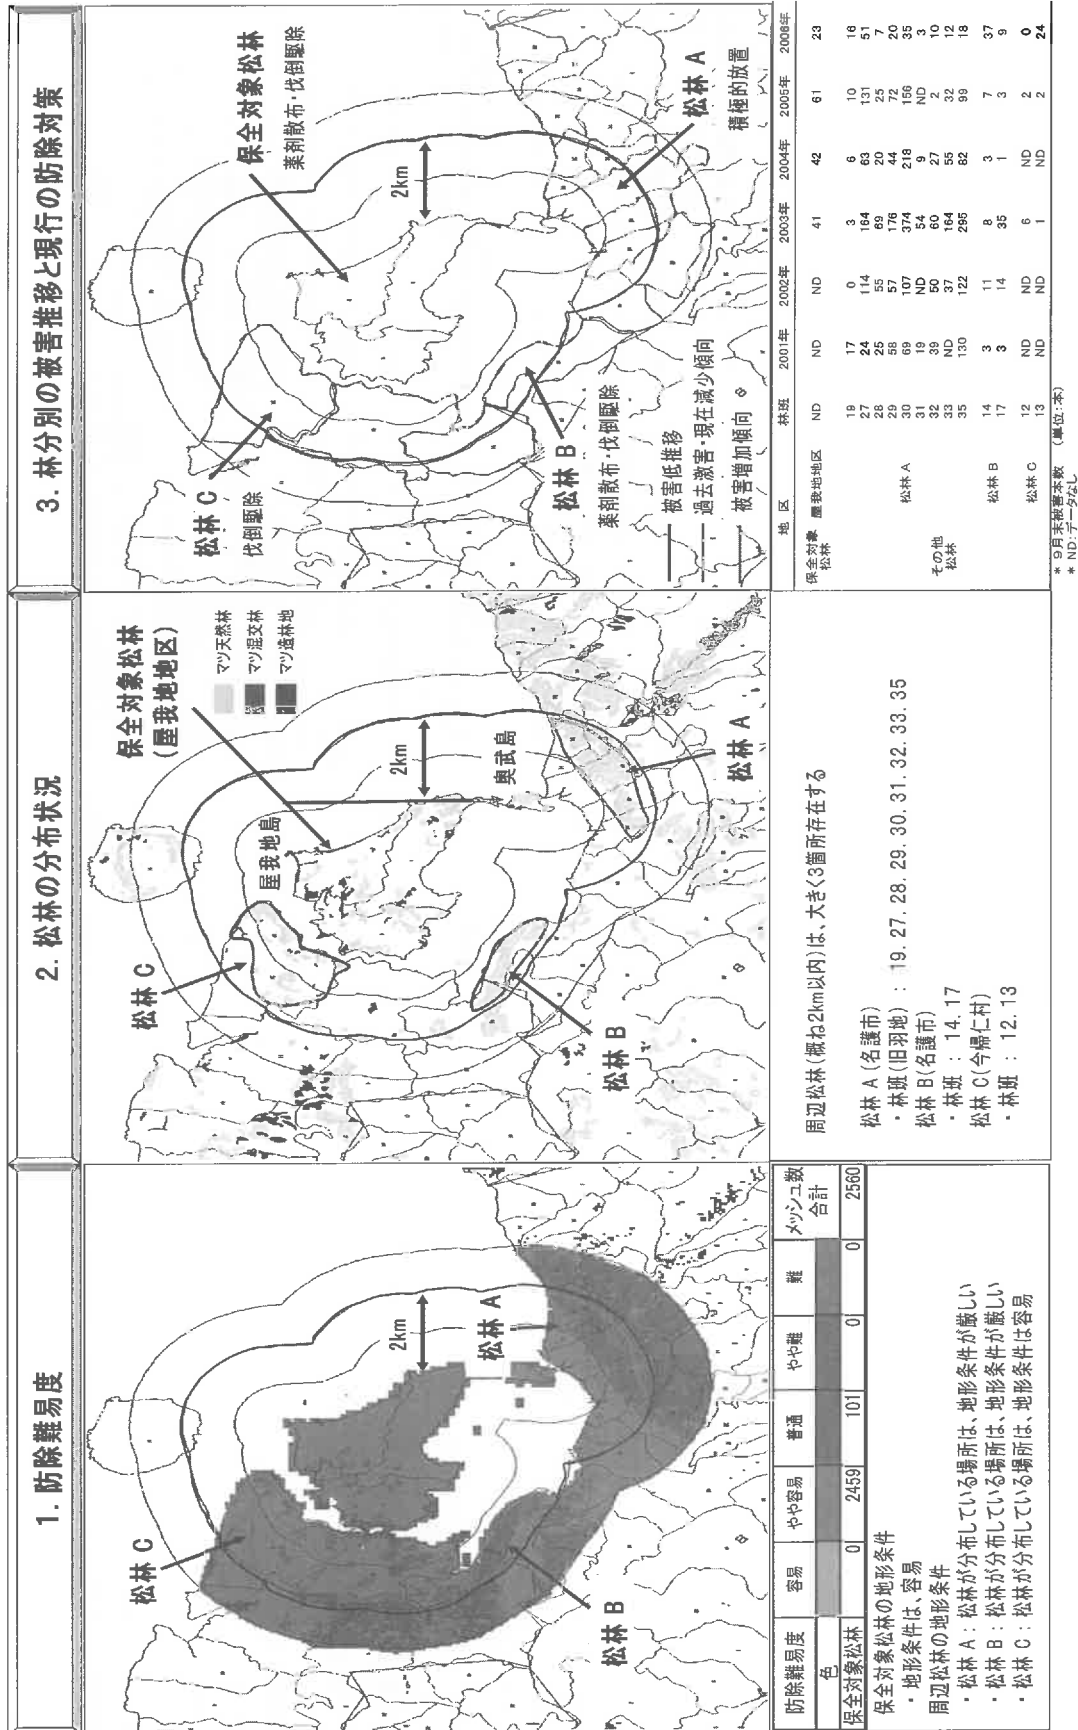 1. 防除難易度
松林 C
2km
松林 A
松林 B
防除難易度 容易 やや容易 普通 やや難 難 メッシュ数合計
色
保全対象松林 0 2459 101 0 0 2560
保全対象松林の地形条件
・地形条件は、容易
周辺松林の地形条件
・松林 A : 松林が分布している場所は、地形条件が厳しい
・松林 B : 松林が分布している場所は、地形条件が厳しい
・松林 C : 松林が分布している場所は、地形条件は容易
2. 松林の分布状況
保全対象松林
(屋我地地区)
マツ天然林
マツ混交林
マツ造林地
松林 C
屋我地島
2km
奥武島
松林 A
松林 B
周辺松林(概ね2km以内)は、大きく3箇所存在する
松林 A (名護市)
・林班(旧羽地) : 19. 27. 28. 29. 30. 31. 32. 33. 35
松林 B(名護市)
・林班 : 14. 17
松林 C(今帰仁村)
・林班 : 12. 13
3. 林分別の被害推移と現行の防除対策
保全対象松林
薬剤散布・伐倒駆除
松林 C
伐倒駆除
2km
松林 A
積極的放置
松林 B
薬剤散布・伐倒駆除
被害低推移
過去激害・現在減少傾向
被害増加傾向
地 区 林班 2001年 2002年 2003年 2004年 2005年 2006年
保全対象松林 屋我地地区 ND ND ND 41 42 61 23
その他松林 松林 A
19 17 0 3 6 10 16
27 24 114 164 63 131 51
28 25 55 69 20 25 7
29 58 57 176 44 72 20
30 69 107 374 218 156 35
31 19 ND 54 9 ND 3
32 39 50 60 27 2 10
33 ND 37 164 55 32 12
35 130 122 295 62 99 18
松林 B
14 3 11 8 3 7 37
17 3 14 35 1 3 9
松林 C
12 ND ND 6 ND 2 0
13 ND ND 1 ND 2 24
* 9月末被害本数 (単位:本)
* ND:データなし